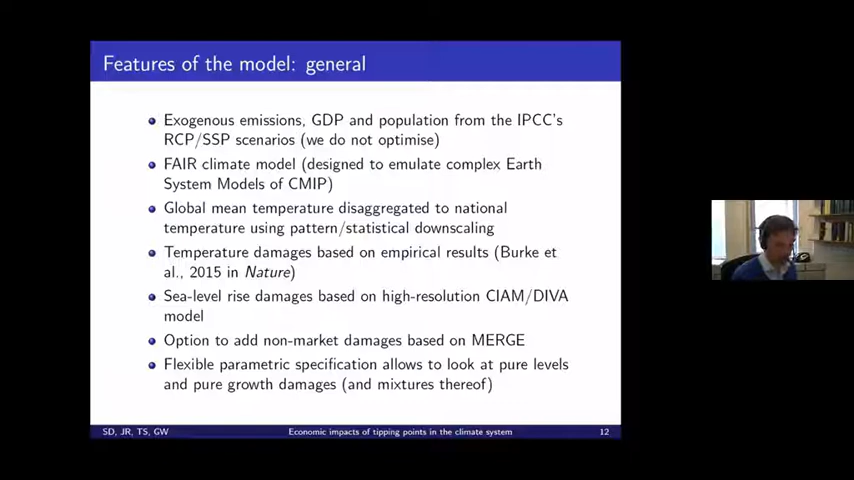 Features of the model: general
Exogenous emissions, GDP and population from the IPCC's
RCP/SSP scenarios (we do not optimise)
FAIR climate model (designed to emulate complex Earth
System Models of CMIP)
Global mean temperature disaggregated to national
temperature using pattern/statistical downscaling
Temperature damages based on empirical results (Burke et
al., 2015 in Nature)
Sea-level rise damages based on high-resolution CIAM/DIVA
model
Option to add non-market damages based on MERGE
Flexible parametric specification allows to look at pure levels
and pure growth damages (and mixtures thereof)
SD, JR, TS, GW Economic impacts of tipping points in the climate system 12